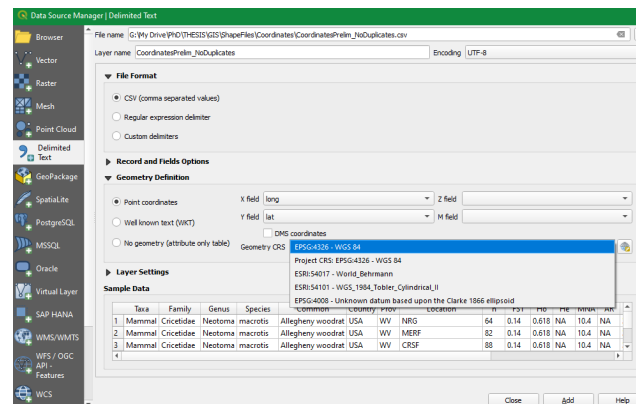 Data Source Manager | Delimited Text
Browser
Vector
Raster
Mesh
Point Cloud
Delimited
Text
GeoPackage
SpatiaLite
PostgreSQL
MSSQL
Oracle
Virtual Layer
SAP HANA
WMS/WMTS
WFS / OGC
API -
Features
WCS
File name G:\My Drive\PhD\THESIS\GIS\ShapeFiles\Coordinates\CoordinatesPrelim_NoDuplicates.csv
Layer name CoordinatesPrelim_NoDuplicates Encoding UTF-8
File Format
CSV (comma separated values)
Regular expression delimiter
Custom delimiters
Record and Fields Options
Geometry Definition
Point coordinates X field long Z field
Well known text (WKT) Y field lat M field
DMS coordinates
No geometry (attribute only table) Geometry CRS EPSG:4326 - WGS 84
Project CRS: EPSG:4326 - WGS 84
ESRI:54017 - World_Behrmann
ESRI:54101 - WGS_1984_Tobler_Cylindrical_II
EPSG:4008 - Unknown datum based upon the Clarke 1866 ellipsoid
Layer Settings
Sample Data
Taxa Family Genus Species Common Country Prov Location n FST Ho He MNA AR
1 Mammal Cricetidae Neotoma macrotis Allegheny woodrat USA WV NRG 64 0.14 0.618 NA 10.4 NA
2 Mammal Cricetidae Neotoma macrotis Allegheny woodrat USA WV MERF 82 0.14 0.618 NA 10.4 NA
3 Mammal Cricetidae Neotoma macrotis Allegheny woodrat USA WV CRSF 88 0.14 0.618 NA 10.4 NA
Close Add Help